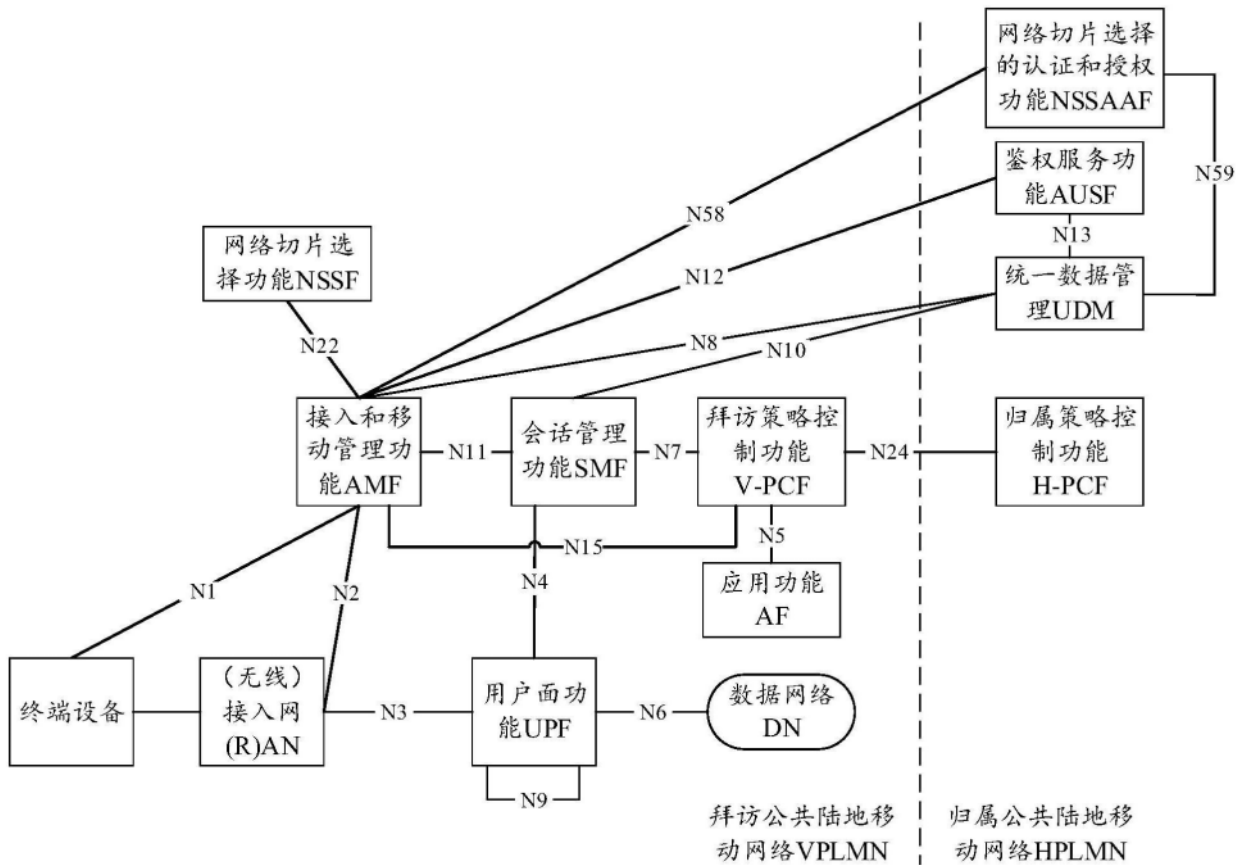 网络切片选择
的认证和授权
功能NSSAAF
鉴权服务功
能AUSF
N59
N58
N13
网络切片选
择功能NSSF
N12
统一数据管
理UDM
N22
N8
N10
接入和移
动管理功
能AMF
N11
会话管理
功能SMF
N7
拜访策略控
制功能
V-PCF
N24
归属策略控
制功能
H-PCF
N15
N5
N1
N2
N4
应用功能
AF
终端设备
（无线）
接入网
(R)AN
N3
用户面功
能UPF
N6
数据网络
DN
N9
拜访公共陆地移
动网络VPLMN
归属公共陆地移
动网络HPLMN